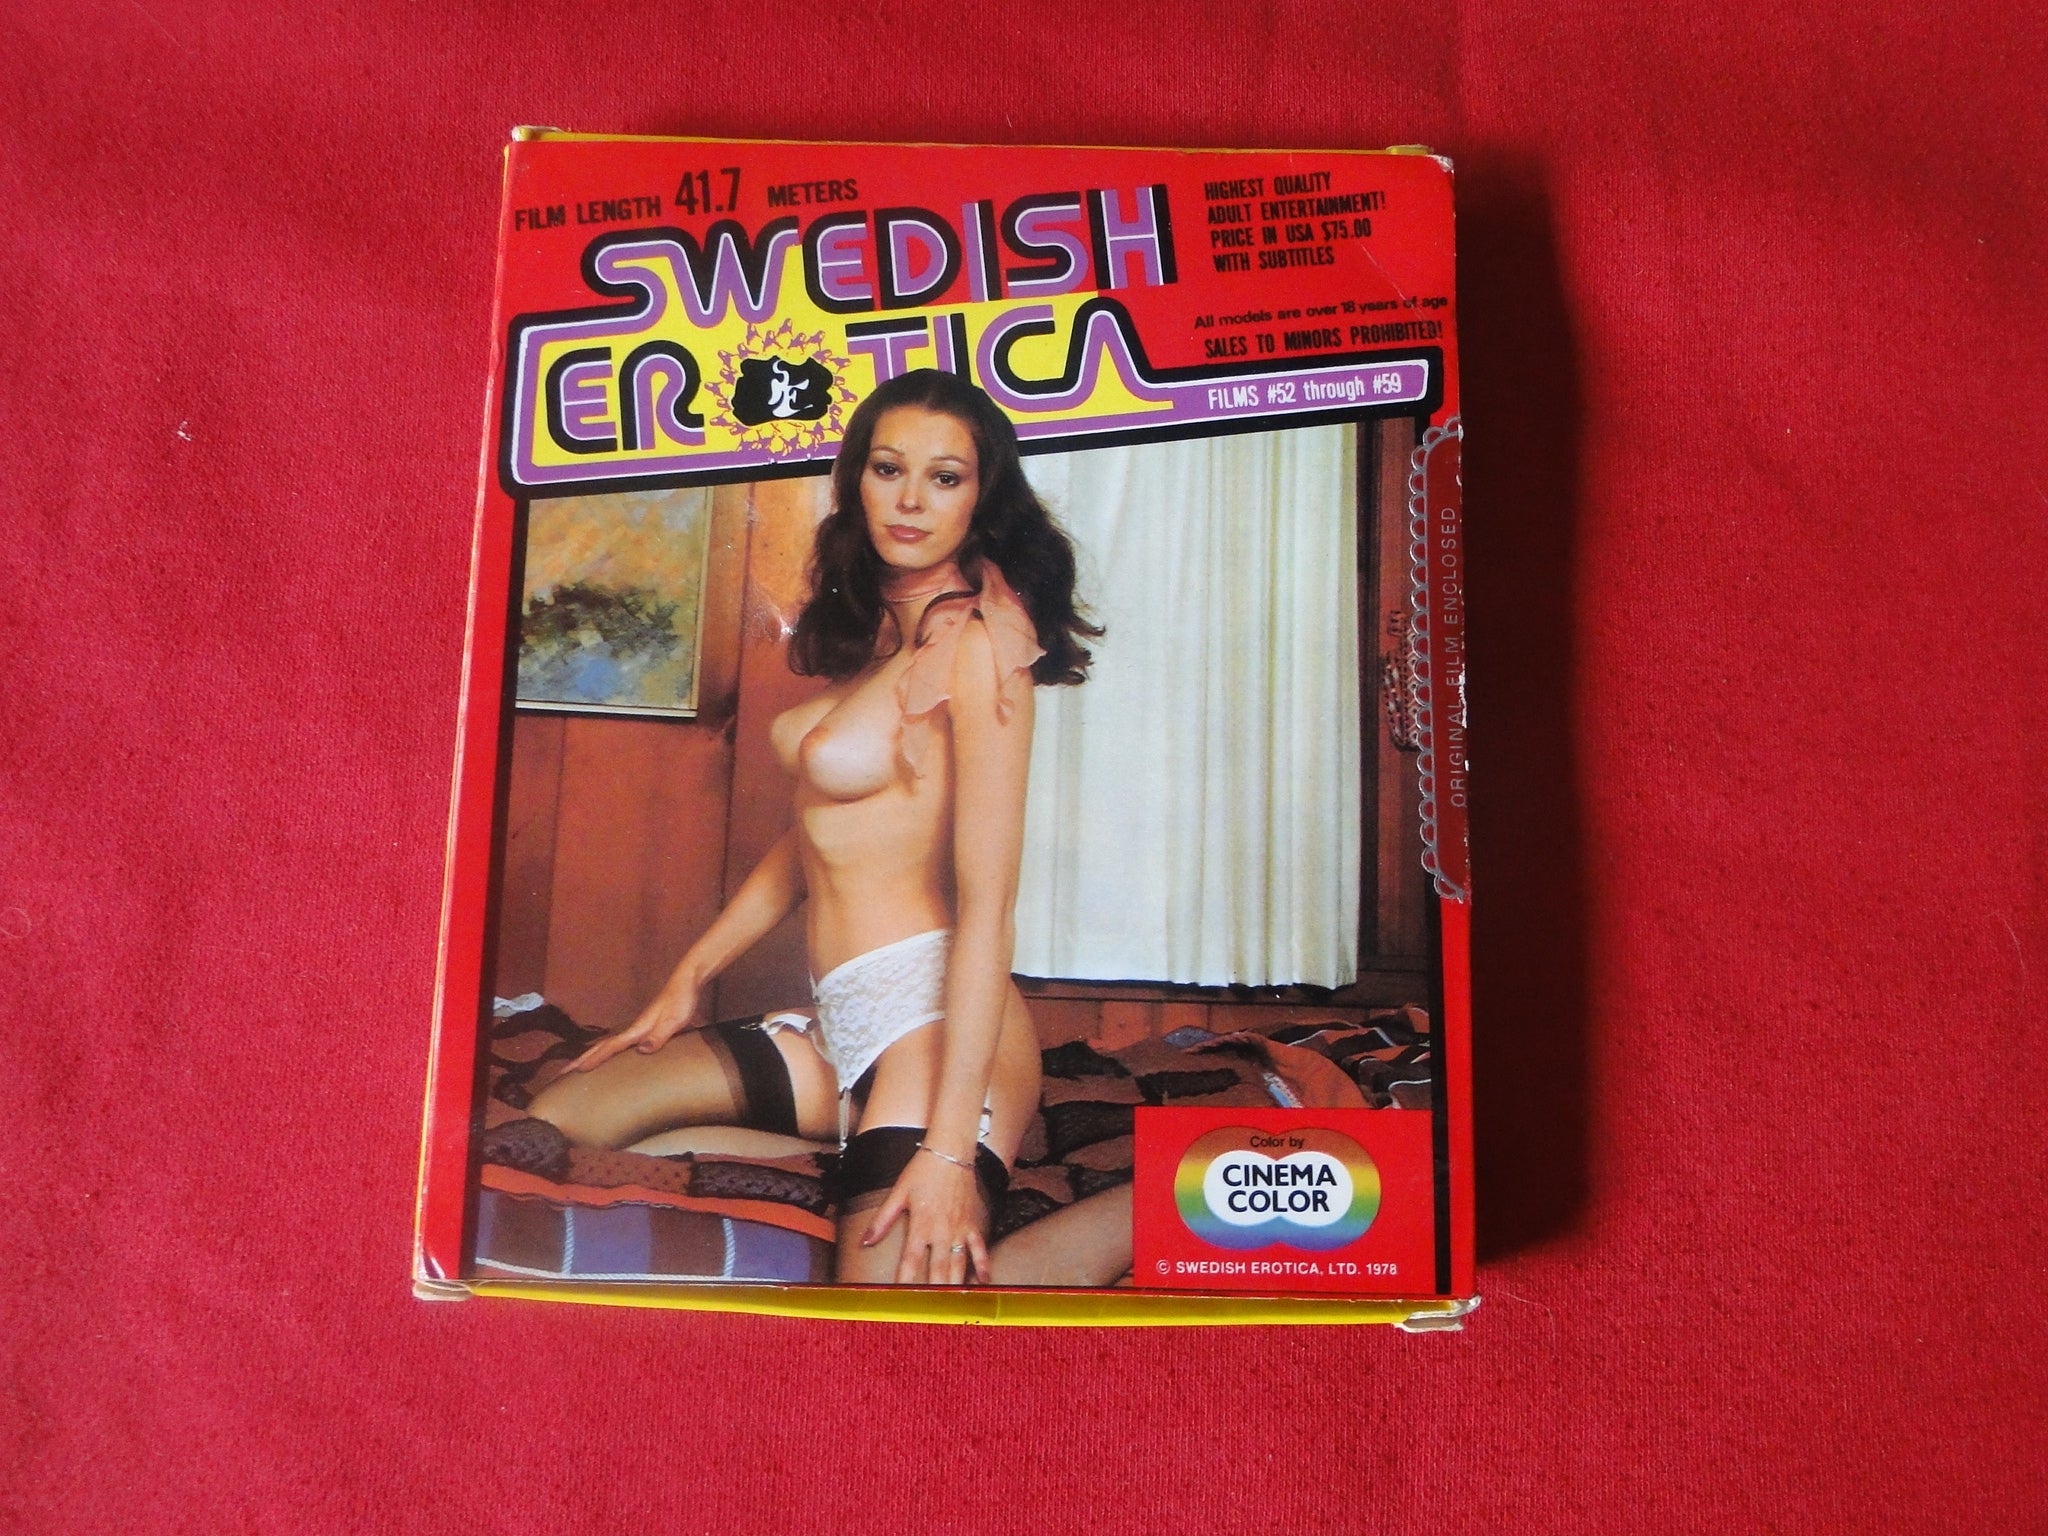 FILM LENGTH 41.7 METERS
SWEDISH
EROTICA
SE
HIGHEST QUALITY
ADULT ENTERTAINMENT!
PRICE IN USA $75.00
WITH SUBTITLES
All models are over 18 years of age
SALES TO MINORS PROHIBITED!
FILMS #52 through #59
ORIGINAL FILM ENCLOSED
Color by
CINEMA
COLOR
© SWEDISH EROTICA, LTD. 1978